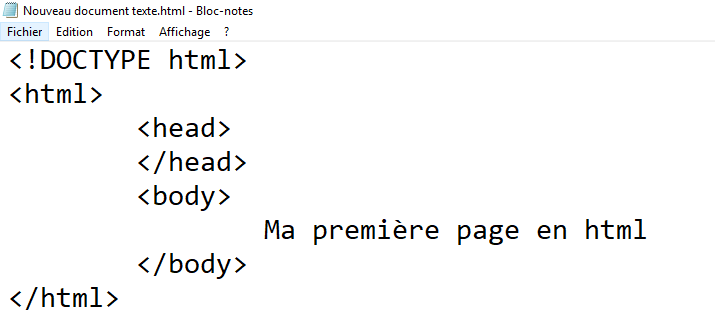 Nouveau document texte.html - Bloc-notes
Fichier Edition Format Affichage ?
<!DOCTYPE html>
<html>
<head>
</head>
<body>
Ma première page en html
</body>
</html>